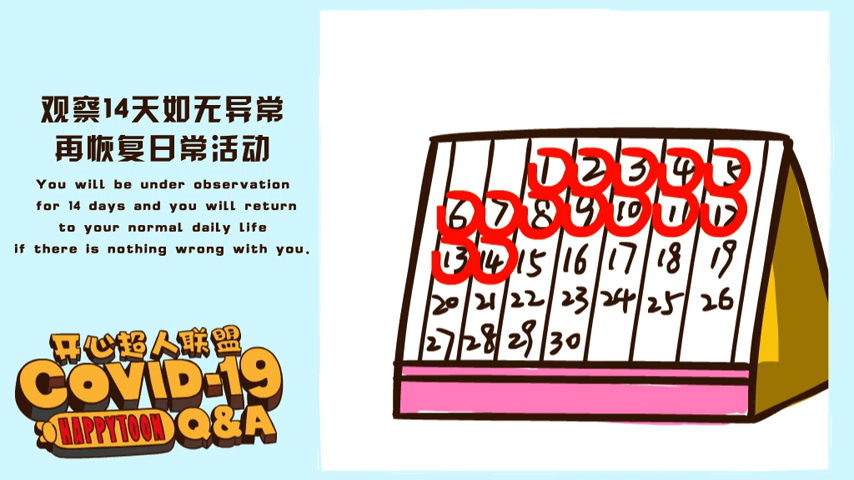 观察14天如无异常
再恢复日常活动
You will be under observation
for 14 days and you will return
to your normal daily life
if there is nothing wrong with you.
开心超人联盟
COVID-19
HAPPYTOON Q&A
1 2 3 4 5
6 7 8 9 10 11 12
13 14 15 16 17 18 19
20 21 22 23 24 25 26
27 28 29 30